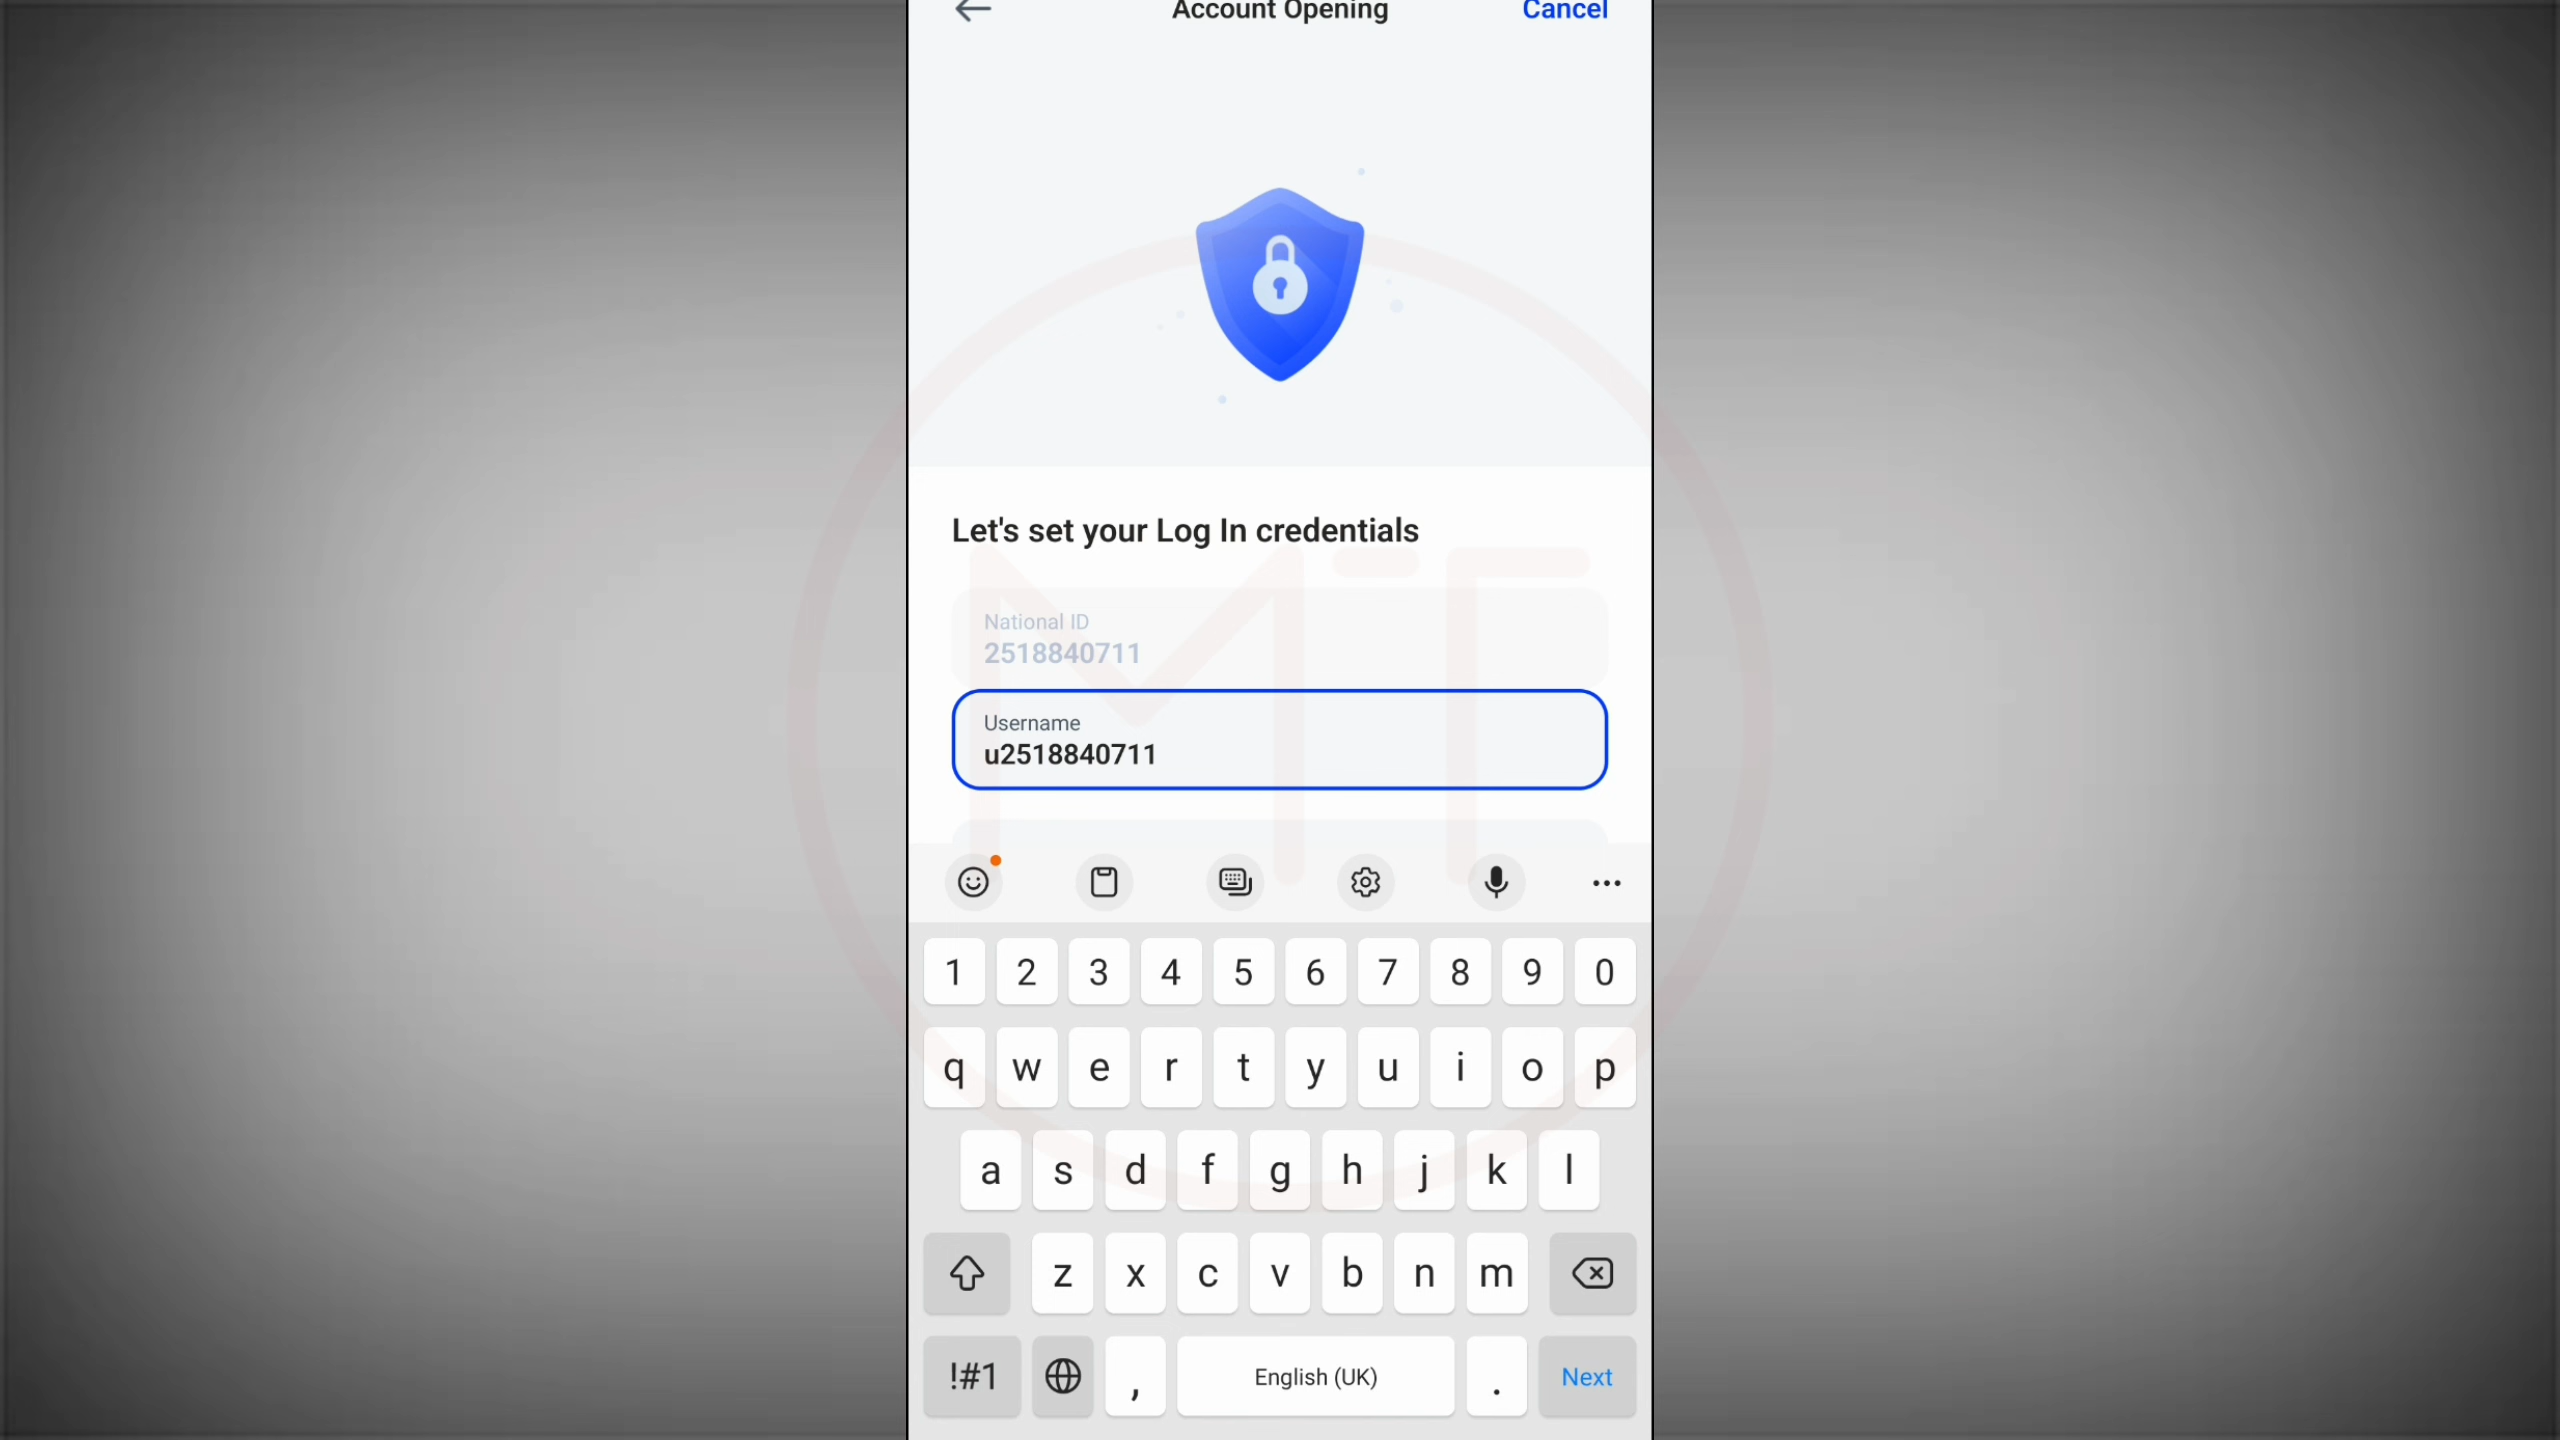 Account Opening Cancel
Let's set your Log In credentials
National ID
2518840711
Username
u2518840711
1 2 3 4 5 6 7 8 9 0
q w e r t y u i o p
a s d f g h j k l
z x c v b n m
!#1 , English (UK) . Next